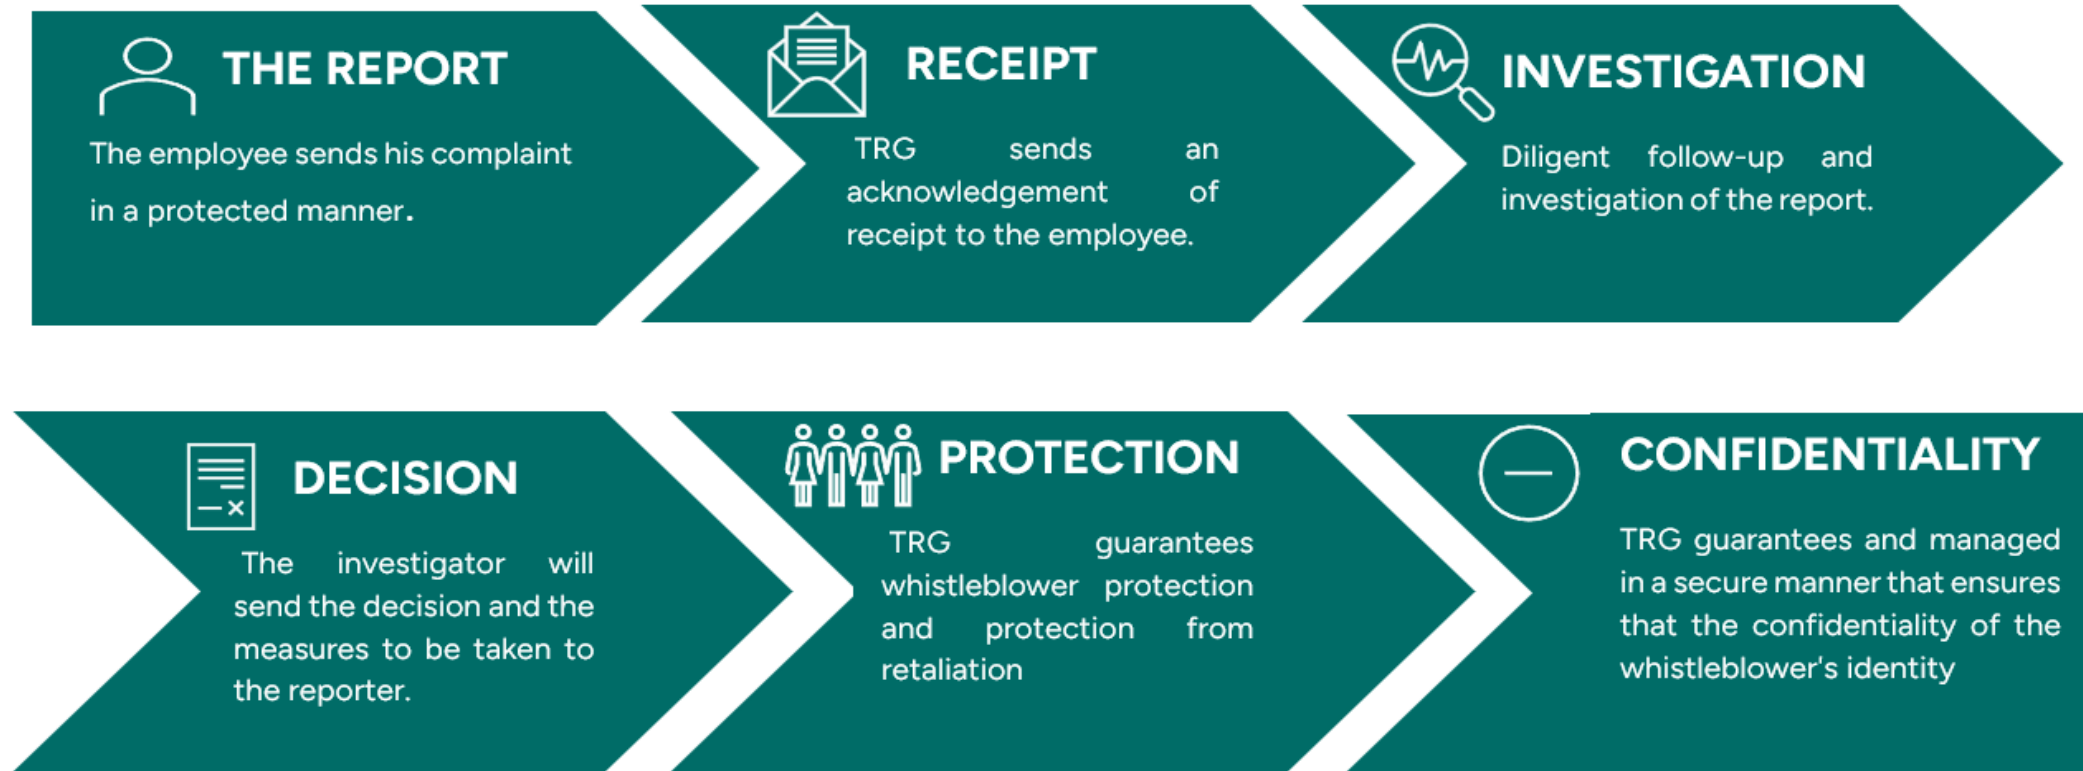 THE REPORT
The employee sends his complaint
in a protected manner.
RECEIPT
TRG sends an
acknowledgement of
receipt to the employee.
INVESTIGATION
Diligent follow-up and
investigation of the report.
DECISION
The investigator will
send the decision and the
measures to be taken to
the reporter.
PROTECTION
TRG guarantees
whistleblower protection
and protection from
retaliation
CONFIDENTIALITY
TRG guarantees and managed
in a secure manner that ensures
that the confidentiality of the
whistleblower's identity